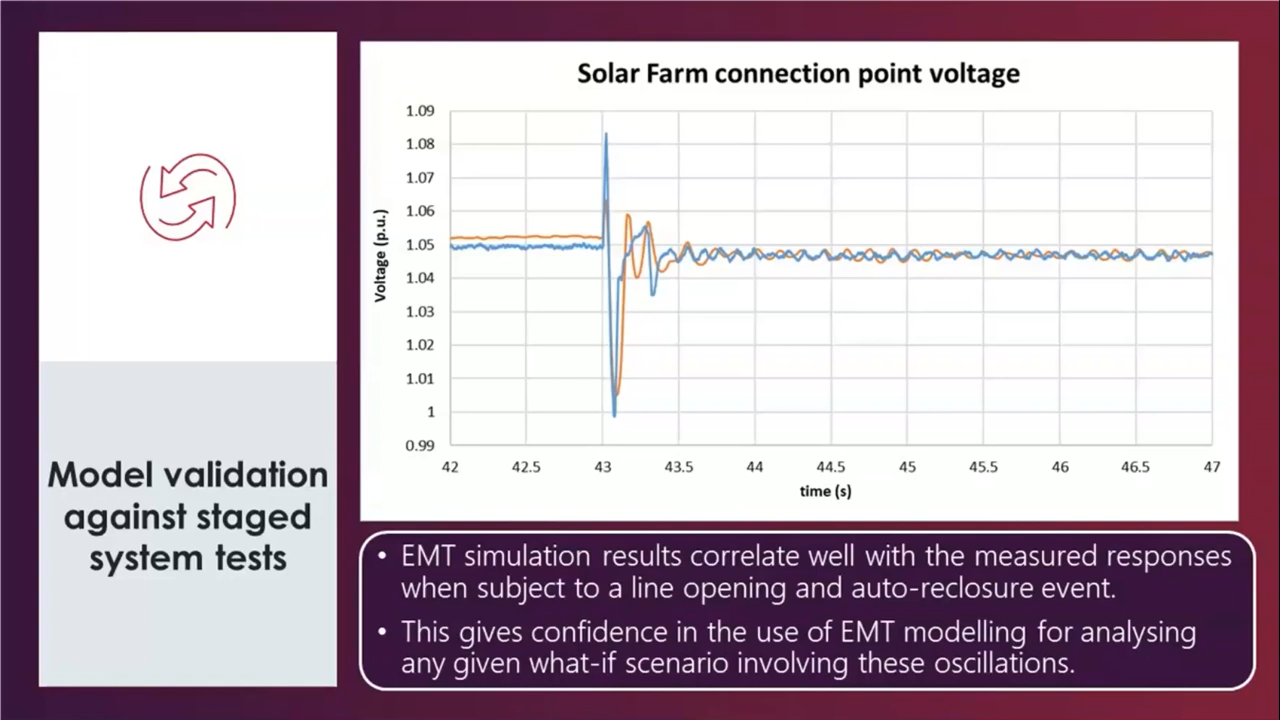 Solar Farm connection point voltage
1.09
1.08
1.07
1.06
1.05
1.04
1.03
1.02
1.01
1
0.99
Voltage (p.u.)
42 42.5 43 43.5 44 44.5 45 45.5 46 46.5 47
time (s)
Model validation
against staged
system tests
• EMT simulation results correlate well with the measured responses
when subject to a line opening and auto-reclosure event.
• This gives confidence in the use of EMT modelling for analysing
any given what-if scenario involving these oscillations.